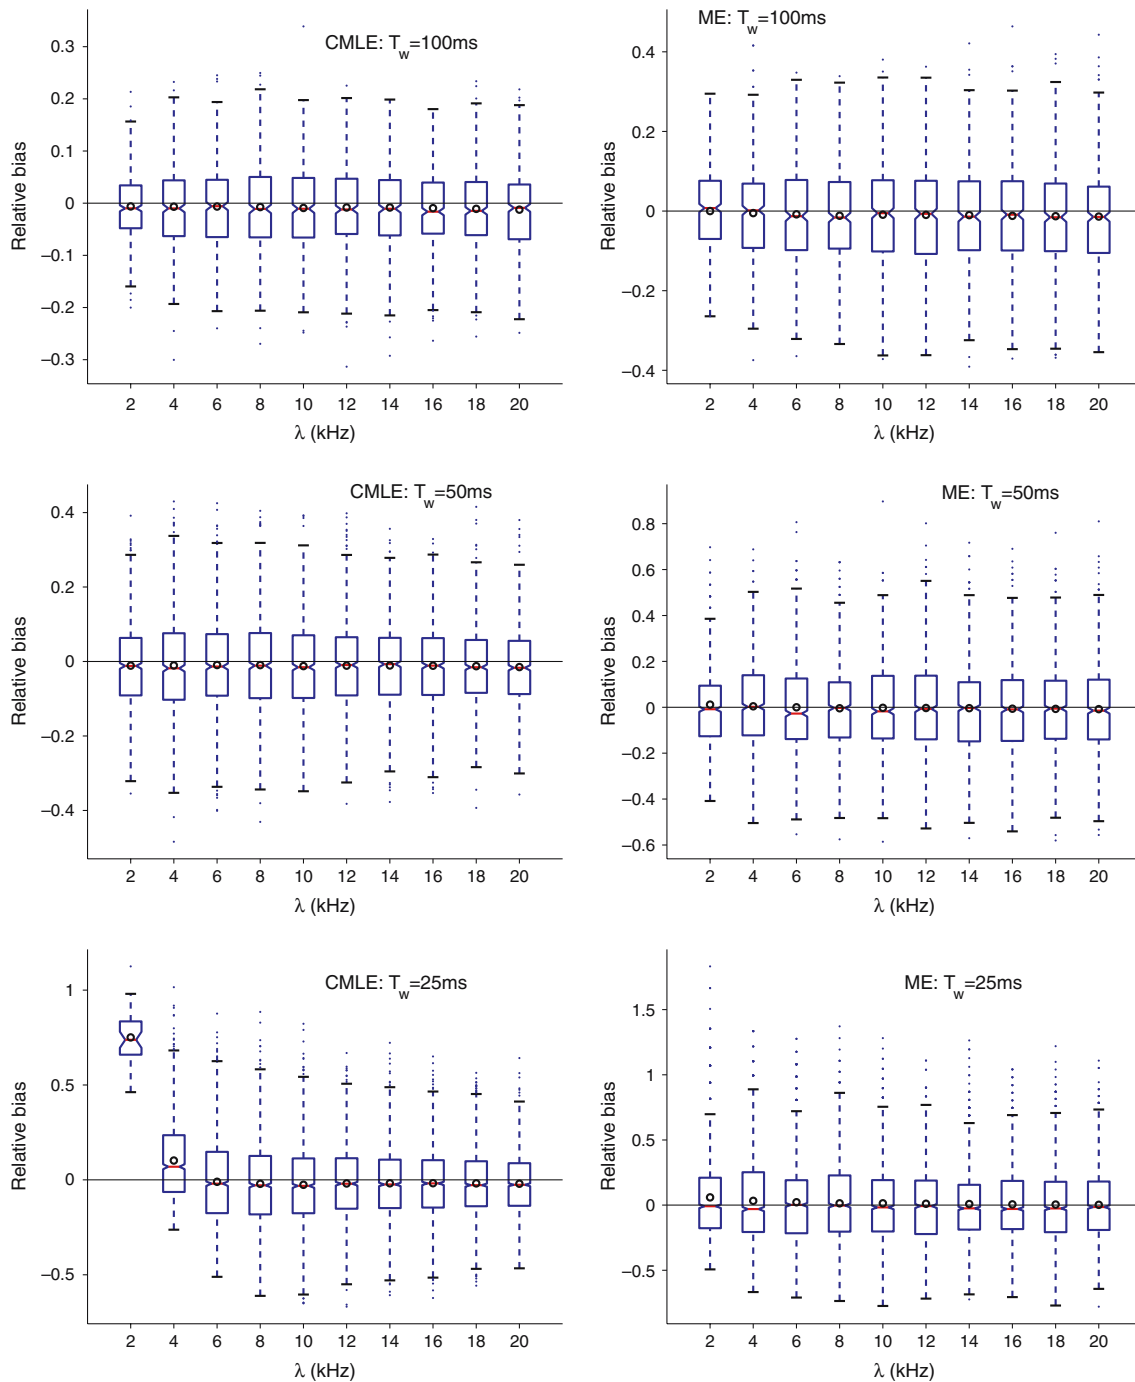 CMLE: T_w=100ms
Relative bias
0.3
0.2
0.1
0
−0.1
−0.2
−0.3
2 4 6 8 10 12 14 16 18 20
λ (kHz)
ME: T_w=100ms
Relative bias
0.4
0.2
0
−0.2
−0.4
2 4 6 8 10 12 14 16 18 20
λ (kHz)
CMLE: T_w=50ms
Relative bias
0.4
0.2
0
−0.2
−0.4
2 4 6 8 10 12 14 16 18 20
λ (kHz)
ME: T_w=50ms
Relative bias
0.8
0.6
0.4
0.2
0
−0.2
−0.4
−0.6
2 4 6 8 10 12 14 16 18 20
λ (kHz)
CMLE: T_w=25ms
Relative bias
1
0.5
0
−0.5
2 4 6 8 10 12 14 16 18 20
λ (kHz)
ME: T_w=25ms
Relative bias
1.5
1
0.5
0
−0.5
2 4 6 8 10 12 14 16 18 20
λ (kHz)